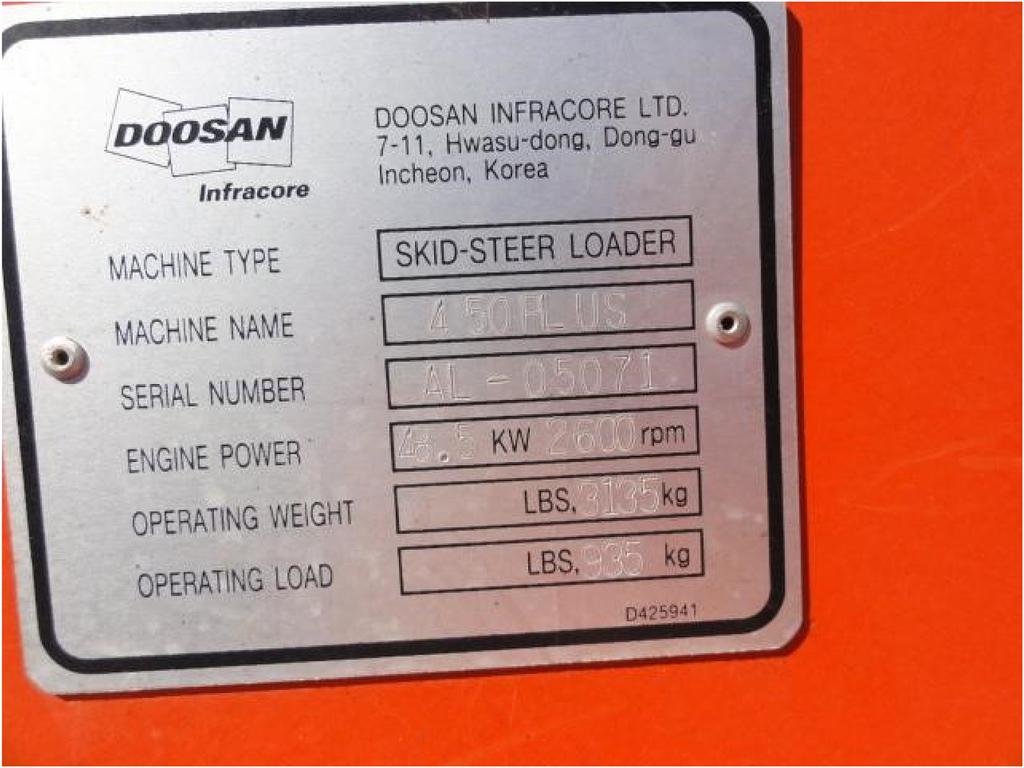 DOOSAN
Infracore
DOOSAN INFRACORE LTD.
7-11, Hwasu-dong, Dong-gu
Incheon, Korea
MACHINE TYPE SKID-STEER LOADER
MACHINE NAME 450PLUS
SERIAL NUMBER AL-05071
ENGINE POWER 48.5 KW 2600 rpm
OPERATING WEIGHT LBS, 3135 kg
OPERATING LOAD LBS, 935 kg
D425941